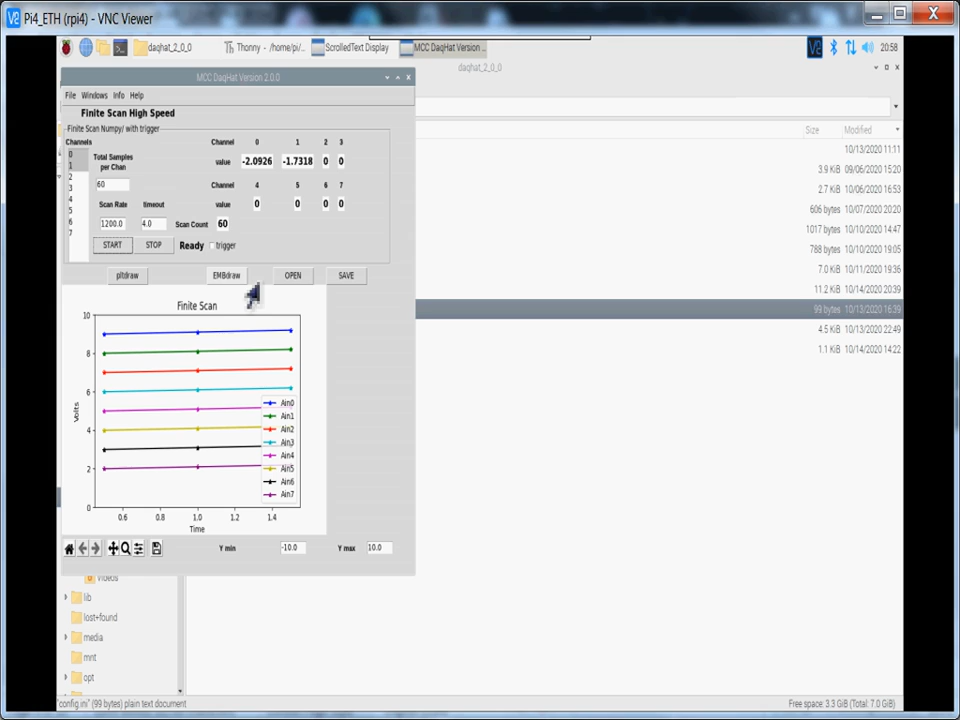 Pi4_ETH (rpi4) - VNC Viewer
daqhat_2_0_0 Thonny - /home/pi/... ScrolledText Display MCC DaqHat Version ... 20:58
daqhat_2_0_0
MCC DaqHat Version 2.0.0
File Windows Info Help
Finite Scan High Speed
Finite Scan Numpy/ with trigger
Channels
0
1
2
3
4
5
6
7
Total Samples
per Chan
60
Scan Rate timeout
1200.0 4.0
Channel 0 1 2 3
value -2.0926 -1.7318 0 0
Channel 4 5 6 7
value 0 0 0 0
Scan Count 60
START STOP Ready trigger
pltdraw EMBdraw OPEN SAVE
Finite Scan
10
8
6
4
2
0
Volts
Ain0
Ain1
Ain2
Ain3
Ain4
Ain5
Ain6
Ain7
0.6 0.8 1.0 1.2 1.4
Time
Y min -10.0 Y max 10.0
Size Modified
10/13/2020 11:11
3.9 KiB 09/06/2020 15:20
2.7 KiB 10/06/2020 16:53
606 bytes 10/07/2020 20:20
1017 bytes 10/10/2020 14:47
788 bytes 10/10/2020 19:05
7.0 KiB 10/11/2020 19:36
11.2 KiB 10/14/2020 20:39
99 bytes 10/13/2020 16:39
4.5 KiB 10/13/2020 22:49
1.1 KiB 10/14/2020 14:22
Videos
lib
lost+found
media
mnt
opt
"config.ini" (99 bytes) plain text document
Free space: 3.3 GiB (Total: 7.0 GiB)